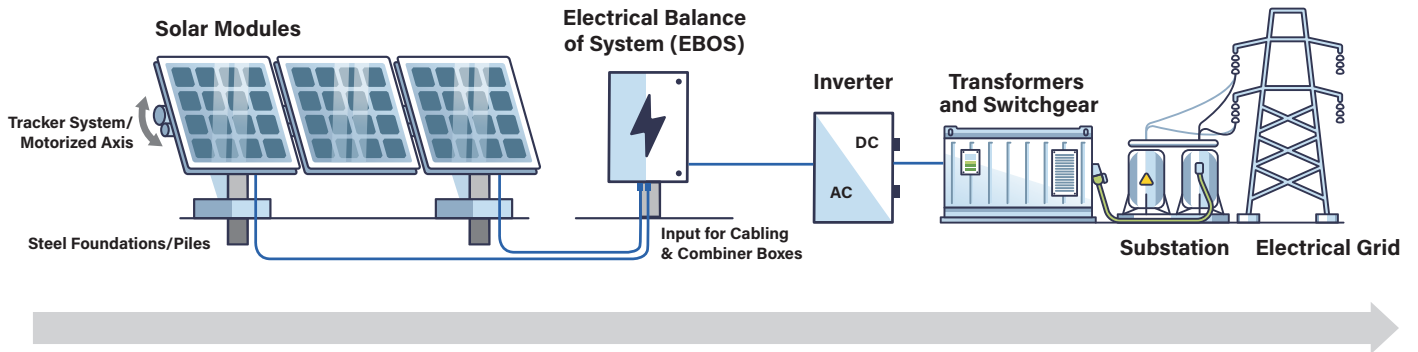 Solar Modules
Electrical Balance
of System (EBOS)
Inverter
Transformers
and Switchgear
Tracker System/
Motorized Axis
DC
AC
Steel Foundations/Piles
Input for Cabling
& Combiner Boxes
Substation
Electrical Grid